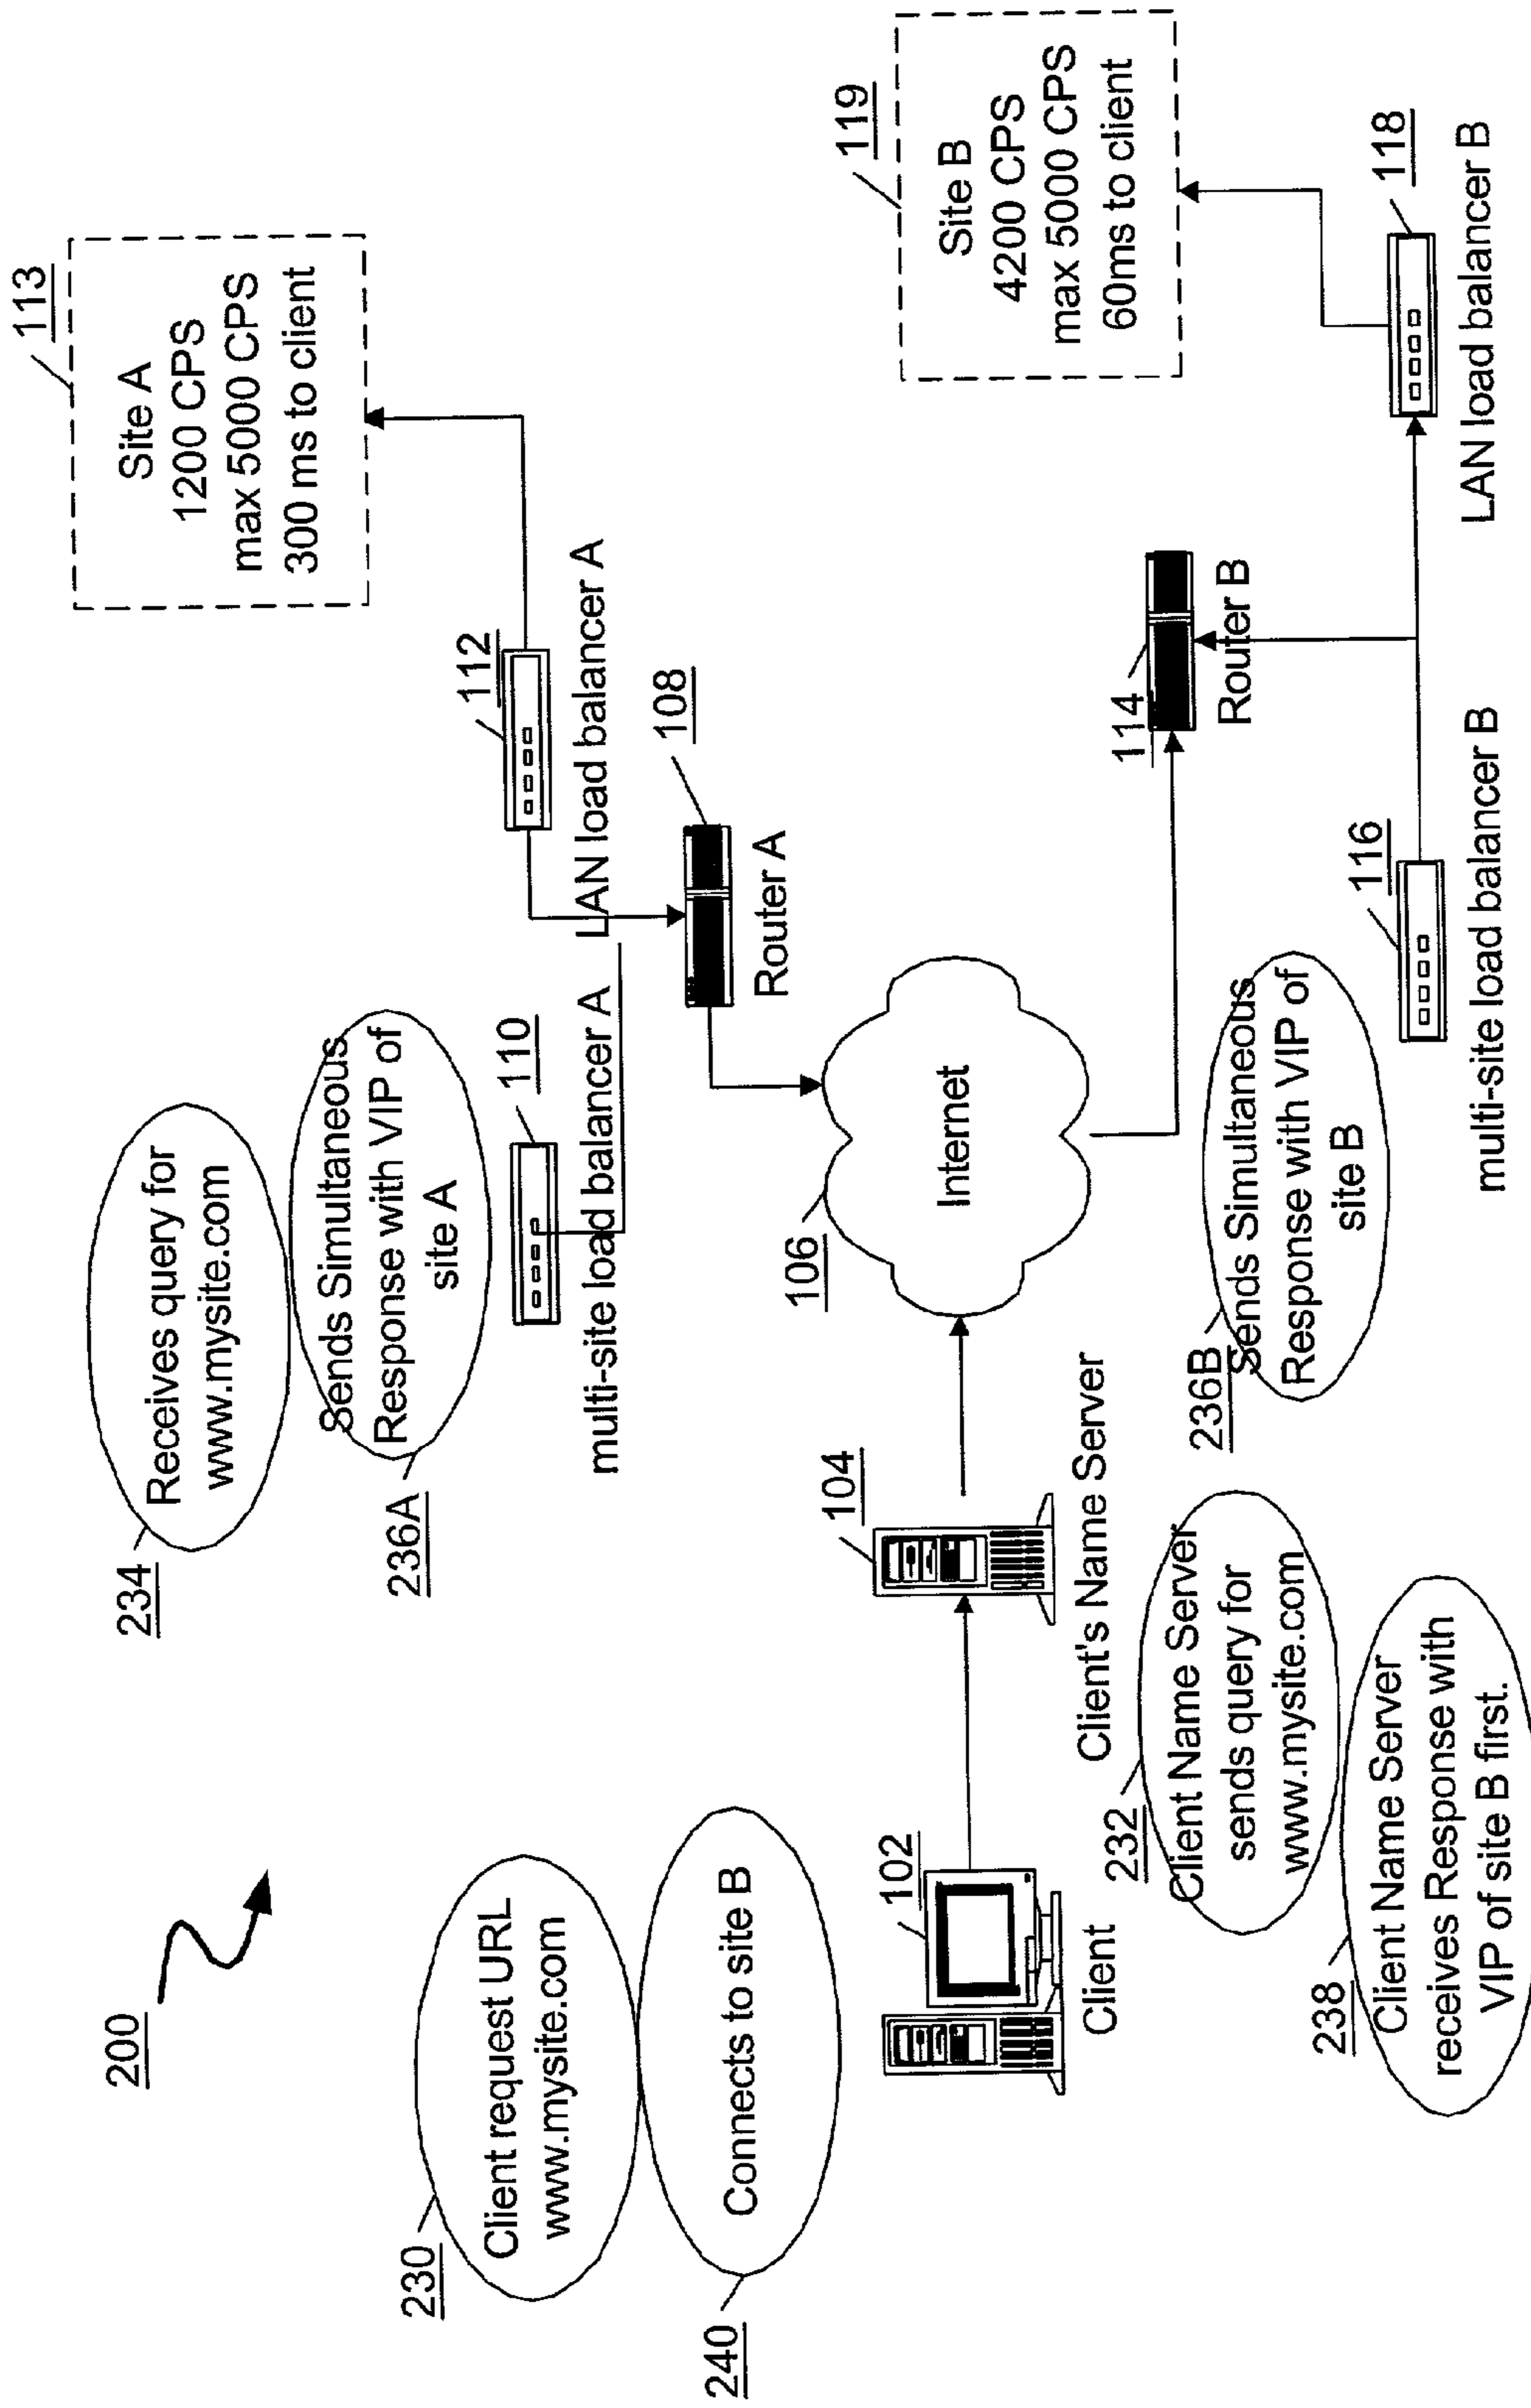 200
230
Client request URL
www.mysite.com
240
Connects to site B
234
Receives query for
www.mysite.com
236A
Sends Simultaneous
Response with VIP of
site A
110
multi-site load balancer A
112
LAN load balancer A
113
Site A
1200 CPS
max 5000 CPS
300 ms to client
108
Router A
102
Client
104
Client's Name Server
106
Internet
232
Client Name Server
sends query for
www.mysite.com
238
Client Name Server
receives Response with
VIP of site B first.
236B
Sends Simultaneous
Response with VIP of
site B
114
Router B
116
multi-site load balancer B
118
LAN load balancer B
119
Site B
4200 CPS
max 5000 CPS
60ms to client